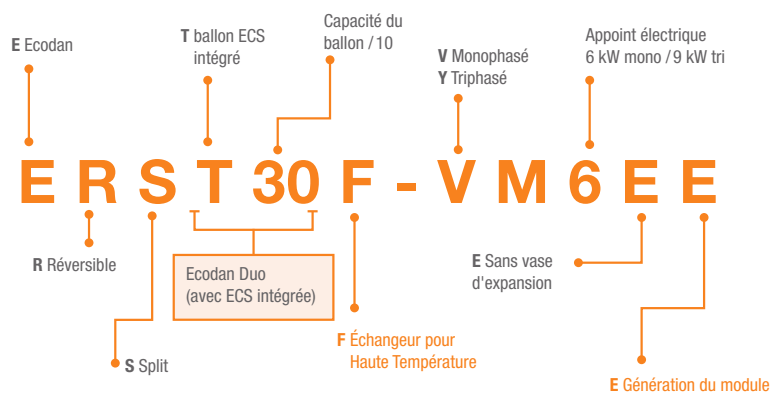 E Ecodan
T ballon ECS
intégré
Capacité du
ballon / 10
V Monophasé
Y Triphasé
Appoint électrique
6 kW mono / 9 kW tri
E R S T 30 F - V M 6 E E
R Réversible
Ecodan Duo
(avec ECS intégrée)
S Split
F Échangeur pour
Haute Température
E Sans vase
d'expansion
E Génération du module